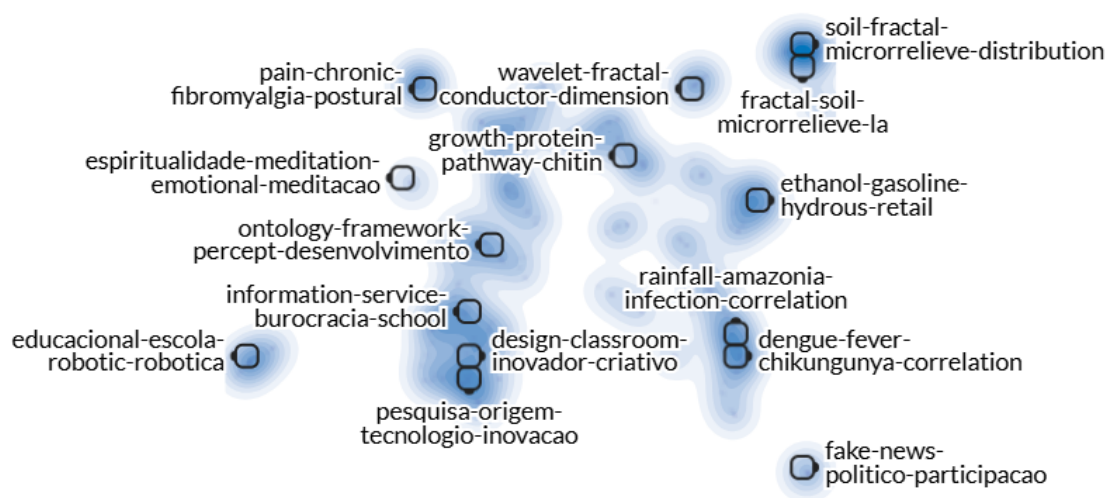 soil-fractal-
microrrelieve-distribution
pain-chronic-
fibromyalgia-postural
wavelet-fractal-
conductor-dimension
fractal-soil-
microrrelieve-la
growth-protein-
pathway-chitin
espiritualidade-meditation-
emotional-meditacao
ethanol-gasoline-
hydrous-retail
ontology-framework-
percept-desenvolvimento
rainfall-amazonia-
infection-correlation
information-service-
burocracia-school
educacional-escola-
robotic-robotica
design-classroom-
inovador-criativo
dengue-fever-
chikungunya-correlation
pesquisa-origem-
tecnologio-inovacao
fake-news-
politico-participacao